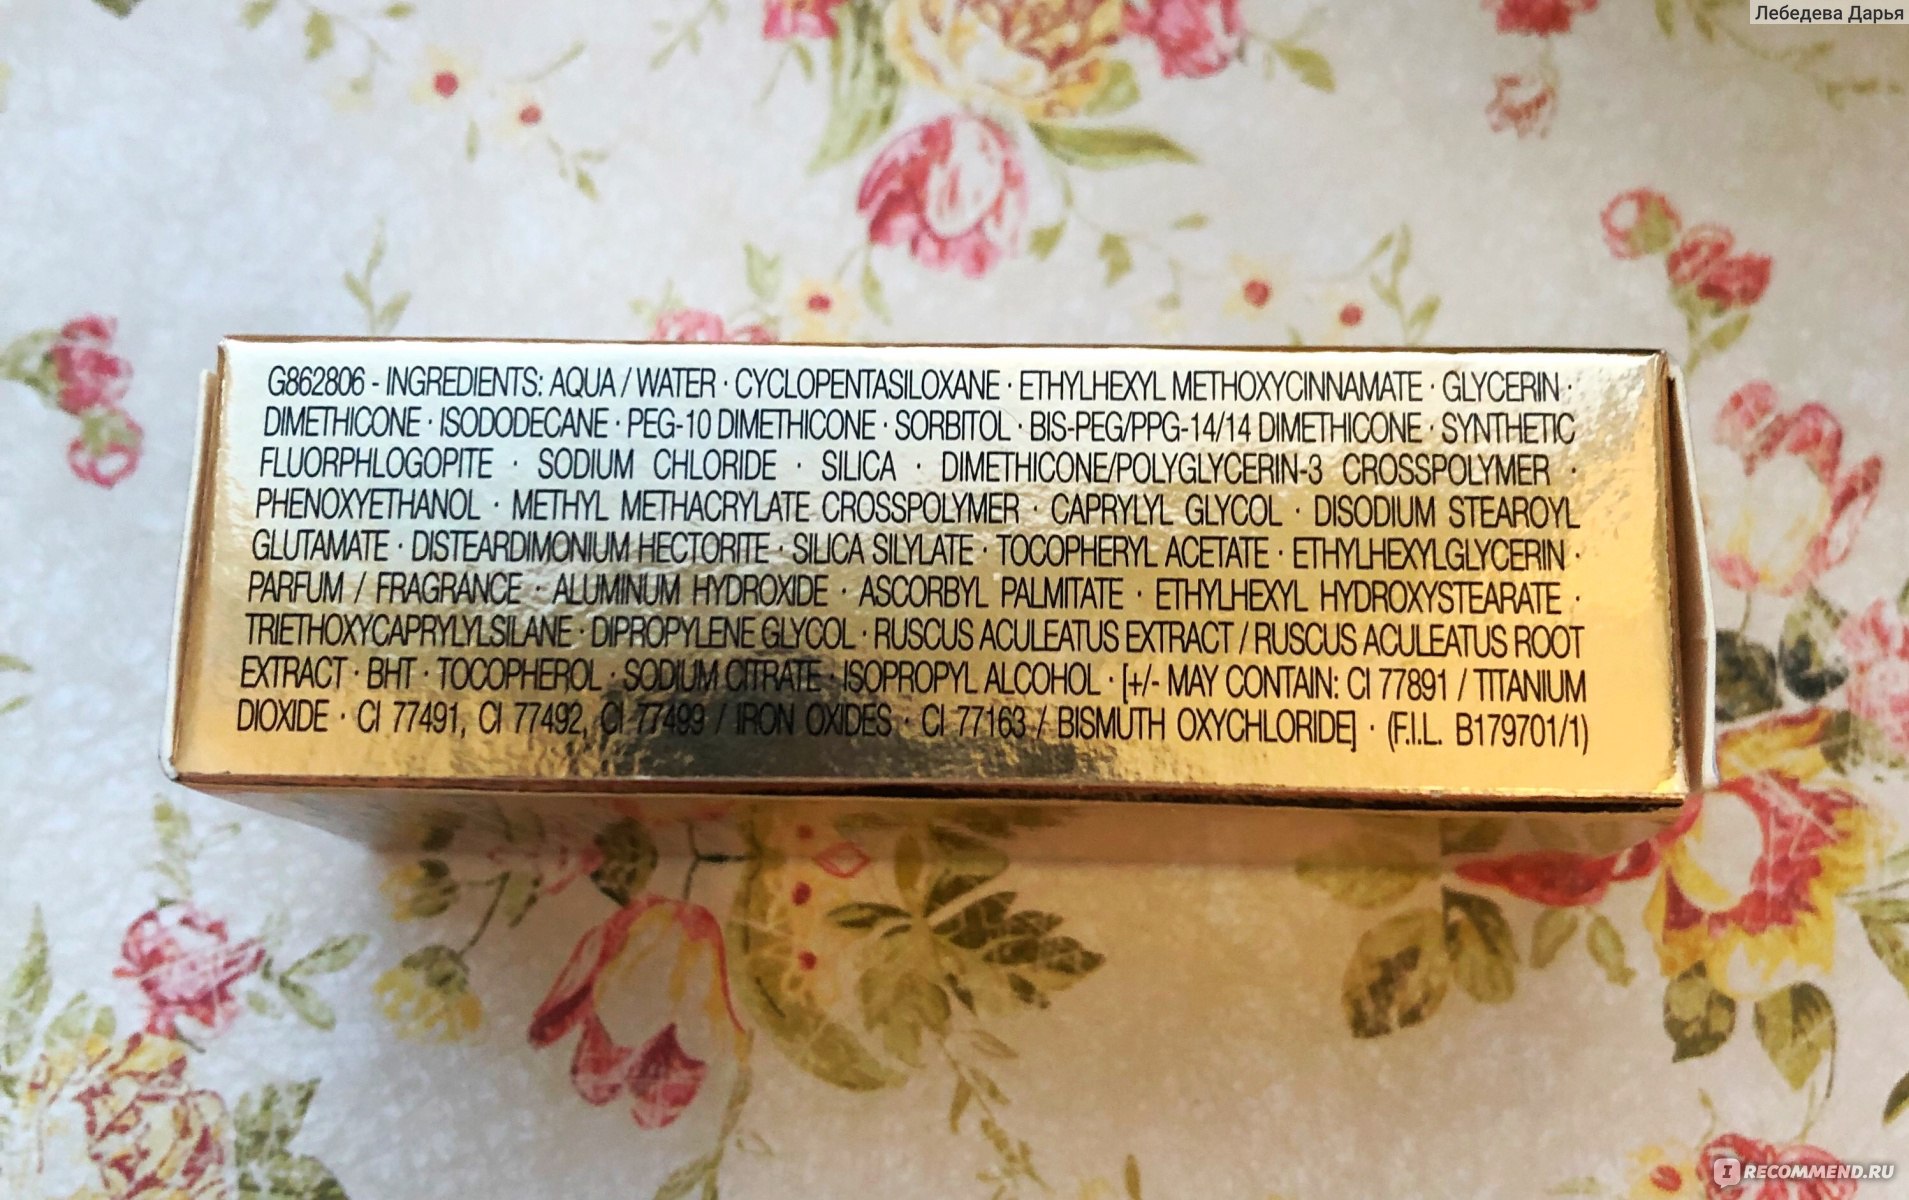 Лебедева Дарья
G862806 - INGREDIENTS: AQUA / WATER · CYCLOPENTASILOXANE · ETHYLHEXYL METHOXYCINNAMATE · GLYCERIN ·
DIMETHICONE · ISODODECANE · PEG-10 DIMETHICONE · SORBITOL · BIS-PEG/PPG-14/14 DIMETHICONE · SYNTHETIC
FLUORPHLOGOPITE · SODIUM CHLORIDE · SILICA · DIMETHICONE/POLYGLYCERIN-3 CROSSPOLYMER ·
PHENOXYETHANOL · METHYL METHACRYLATE CROSSPOLYMER · CAPRYLYL GLYCOL · DISODIUM STEAROYL
GLUTAMATE · DISTEARDIMONIUM HECTORITE · SILICA SILYLATE · TOCOPHERYL ACETATE · ETHYLHEXYLGLYCERIN ·
PARFUM / FRAGRANCE · ALUMINUM HYDROXIDE · ASCORBYL PALMITATE · ETHYLHEXYL HYDROXYSTEARATE ·
TRIETHOXYCAPRYLYLSILANE · DIPROPYLENE GLYCOL · RUSCUS ACULEATUS EXTRACT / RUSCUS ACULEATUS ROOT
EXTRACT · BHT · TOCOPHEROL · SODIUM CITRATE · ISOPROPYL ALCOHOL · [+/- MAY CONTAIN: CI 77891 / TITANIUM
DIOXIDE · CI 77491, CI 77492, CI 77499 / IRON OXIDES · CI 77163 / BISMUTH OXYCHLORIDE] · (F.I.L. B179701/1)
I RECOMMEND.RU